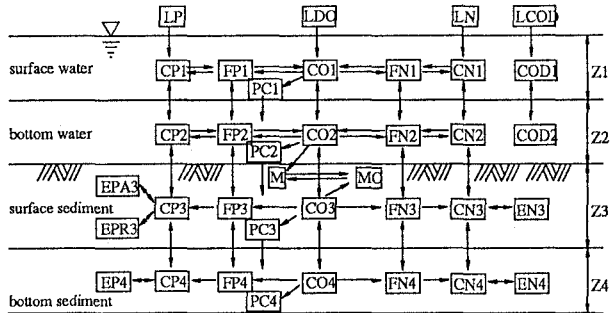 LP LDO LN LCOD
surface water CP1 FP1 CO1 FN1 CN1 COD1 Z1
PC1
bottom water CP2 FP2 CO2 FN2 CN2 COD2 Z2
PC2
M MC
EPA3
surface sediment CP3 FP3 CO3 FN3 CN3 EN3 Z3
EPR3 PC3
EP4 CP4 FP4 CO4 FN4 CN4 EN4 Z4
bottom sediment PC4